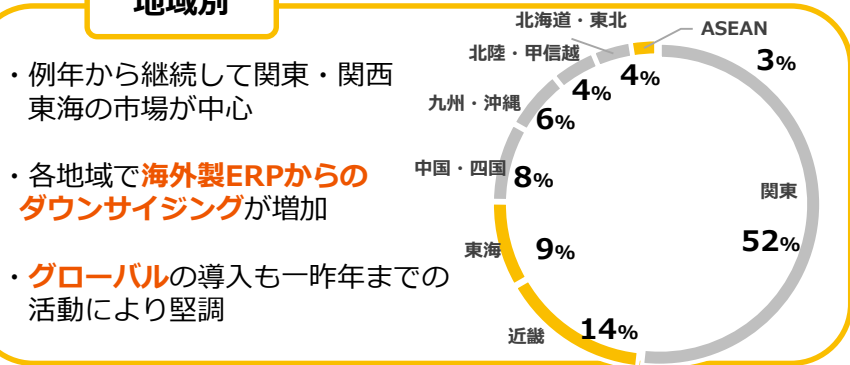 地域別
・例年から継続して関東・関西
東海の市場が中心
・各地域で海外製ERPからの
ダウンサイジングが増加
・グローバルの導入も一昨年までの
活動により堅調
北海道・東北
ASEAN
北陸・甲信越
3%
4%
4%
九州・沖縄
6%
中国・四国
8%
関東
52%
東海
9%
近畿
14%